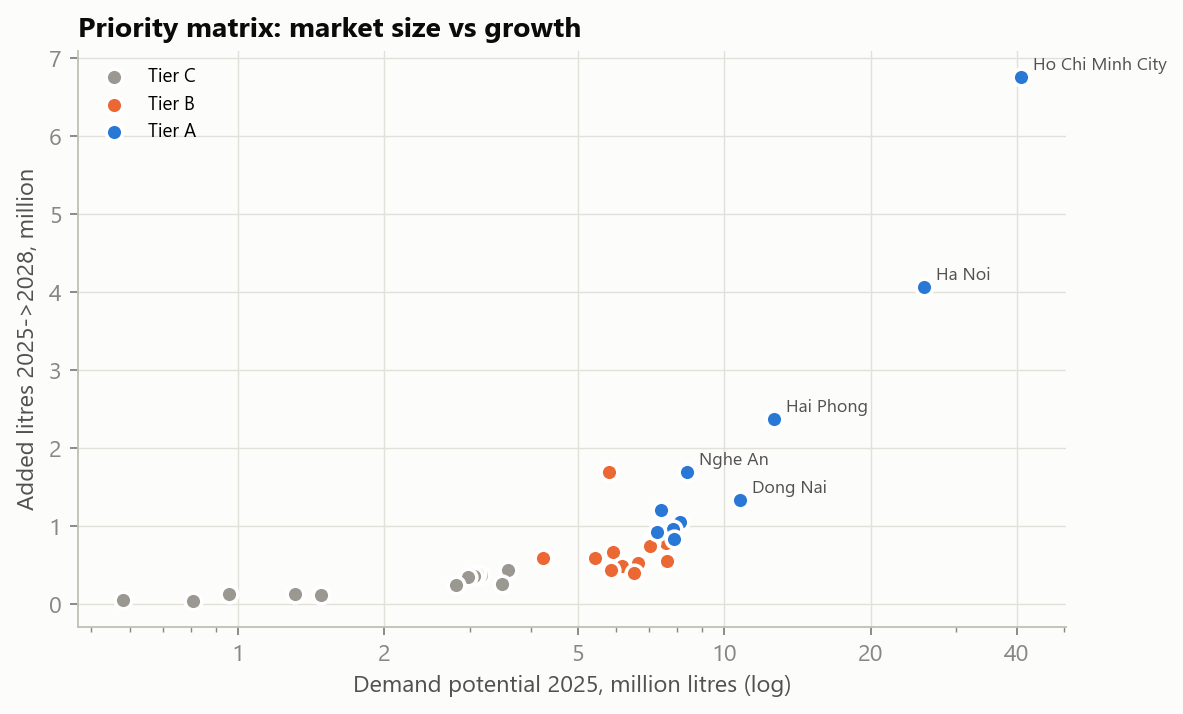 Priority matrix: market size vs growth
Tier C
Tier B
Tier A
Ho Chi Minh City
Ha Noi
Hai Phong
Nghe An
Dong Nai
7
6
5
4
3
2
1
0
Added litres 2025->2028, million
1 2 5 10 20 40
Demand potential 2025, million litres (log)